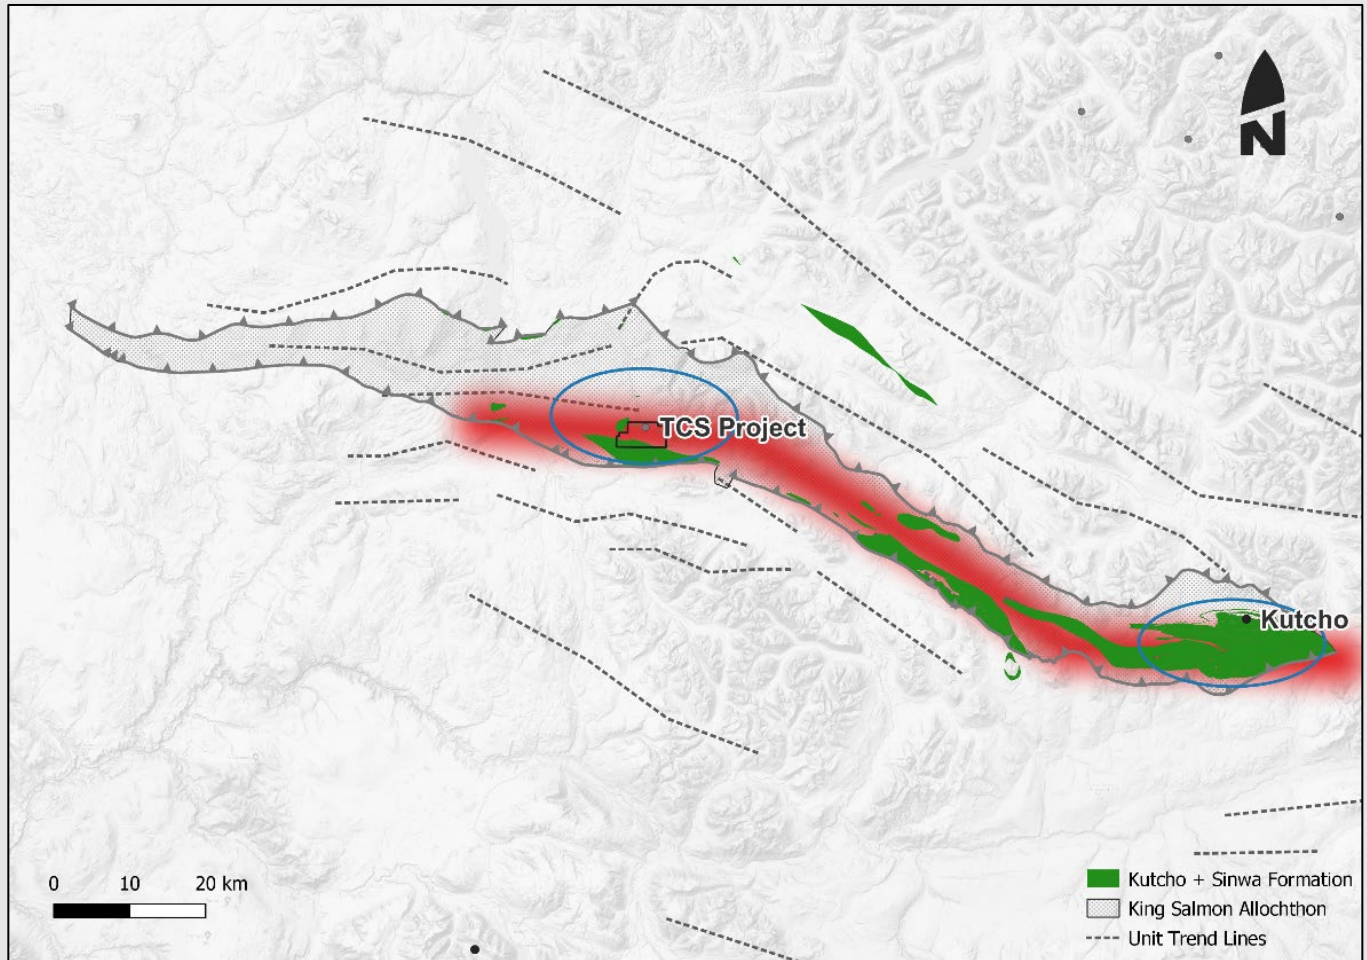 N
TCS Project
Kutcho
0 10 20 km
Kutcho + Sinwa Formation
King Salmon Allochthon
Unit Trend Lines